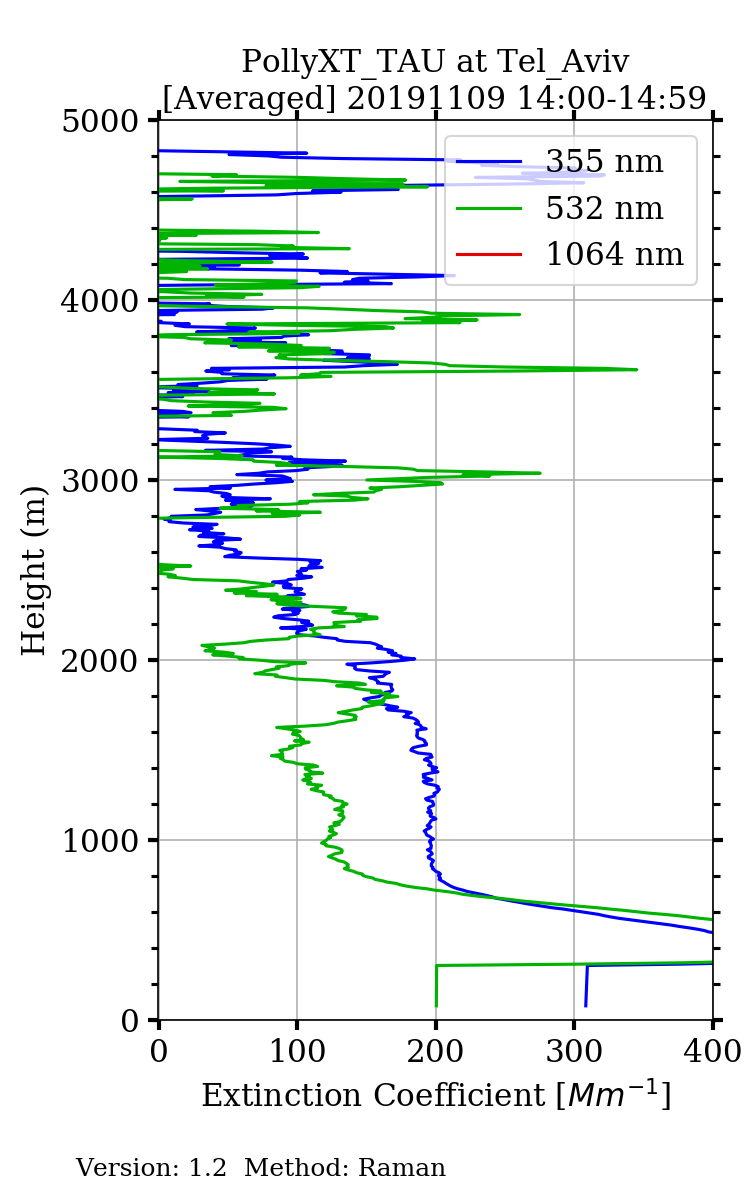 PollyXT_TAU at Tel_Aviv
[Averaged] 20191109 14:00-14:59
5000
4000
3000
2000
1000
0
Height (m)
355 nm
532 nm
1064 nm
0 100 200 300 400
Extinction Coefficient [Mm⁻¹]
Version: 1.2 Method: Raman